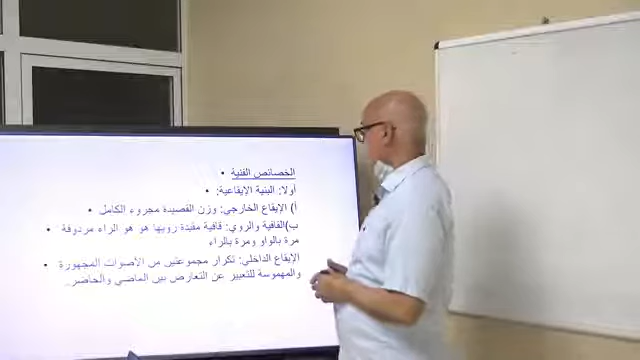 الخصائص الفنية
أولا: البنية الإيقاعية:
أ) الإيقاع الخارجي: وزن القصيدة مجزوء الكامل
ب)القافية والروي: قافية مقيدة رويها هو هو الراء مردوفة
مرة بالواو ومرة بالراء
الإيقاع الداخلي: تكرار مجموعتين من الأصوات المجهورة
والمهموسة للتعبير عن التعارض بين الماضي والحاضر.